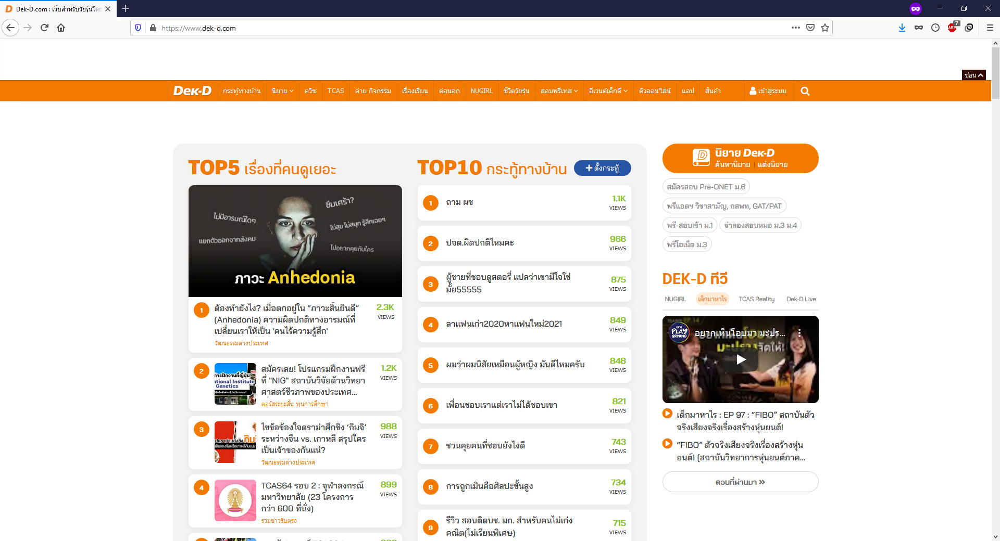 Dek-D.com : เว็บสำหรับวัยรุ่นโดย
https://www.dek-d.com
ABP
7
ซ่อน
DEK-D
กระทู้ทางบ้าน
นิยาย
ควิซ
TCAS
ค่าย กิจกรรม
เรื่องเรียน
ต่อนอก
NUGIRL
ชีวิตวัยรุ่น
สอบพรีเทส
อีเวนต์เด็กดี
ติวออนไลน์
แอป
สินค้า
เข้าสู่ระบบ
TOP5 เรื่องที่คนดูเยอะ
ซึมเศร้า?
ไม่มีอารมณ์ใดๆ
ไม่สุข ไม่สนุก รู้สึกเฉยๆ
แยกตัวออกจากสังคม
ไม่อยากคุยกับใคร
ภาวะ Anhedonia
1
ต้องทำยังไง? เมื่อตกอยู่ใน “ภาวะสิ้นยินดี”
(Anhedonia) ความผิดปกติทางอารมณ์ที่
เปลี่ยนเราให้เป็น 'คนไร้ความรู้สึก'
วัฒนธรรมต่างประเทศ
2.3K
VIEWS
2
การฝึกงานที่ญี่ปุ่น
ational Institute
Genetics
สมัครเลย! โปรแกรมฝึกงานฟรี
ที่ "NIG" สถาบันวิจัยด้านวิทยา
ศาสตร์ชีวภาพของประเทศ...
คอร์สระยะสั้น ทุนการศึกษา
1.2K
VIEWS
3
ไขข้อข้องใจดราม่าศึกชิง ‘กิมจิ’
ระหว่างจีน vs. เกาหลี สรุปใคร
เป็นเจ้าของกันแน่?
วัฒนธรรมต่างประเทศ
988
VIEWS
4
TCAS64 รอบ 2 : จุฬาลงกรณ์
มหาวิทยาลัย (23 โครงการ
กว่า 600 ที่นั่ง)
รวมข่าวรับตรง
899
VIEWS
TOP10 กระทู้ทางบ้าน
ตั้งกระทู้
1
ถาม ผช
1.1K
VIEWS
2
ปจด.ผิดปกติไหมคะ
966
VIEWS
3
ผู้ชายที่ชอบดูสตอรี่ แปลว่าเขามีใจใช่
มั้ย55555
875
VIEWS
4
ลาแฟนเก่า2020หาแฟนใหม่2021
849
VIEWS
5
ผมว่าผมนิสัยเหมือนผู้หญิง มันดีไหมครับ
848
VIEWS
6
เพื่อนชอบเราแต่เราไม่ได้ชอบเขา
821
VIEWS
7
ชวนคุยคนที่ชอบยังไงดี
743
VIEWS
8
การถูกเมินคือศิลปะขั้นสูง
734
VIEWS
9
รีวิว สอบติดบช. มก. สำหรับคนไม่เก่ง
คณิต(ไม่เรียนพิเศษ)
715
VIEWS
นิยาย DEK-D
ค้นหานิยาย | แต่งนิยาย
สมัครสอบ Pre-ONET ม.6
พรีแอดฯ วิชาสามัญ, กสพท, GAT/PAT
พรี-สอบเข้า ม.1
จำลองสอบหมอ ม.3 ม.4
พรีโอเน็ต ม.3
DEK-D ทีวี
NUGIRL
เด็กมาหาไร
TCAS Reality
Dek-D Live
one
PLAY
GROUND
อยากเห็นโอบมา มะปร...
มะปรางจัดให้!
เด็กมาหาไร : EP 97 : “FIBO” สถาบันตัว
จริงเสียงจริงเรื่องสร้างหุ่นยนต์!
“FIBO” ตัวจริงเสียงจริงเรื่องสร้างหุ่น
ยนต์! (สถาบันวิทยาการหุ่นยนต์ภาค...
ตอนที่ผ่านมา